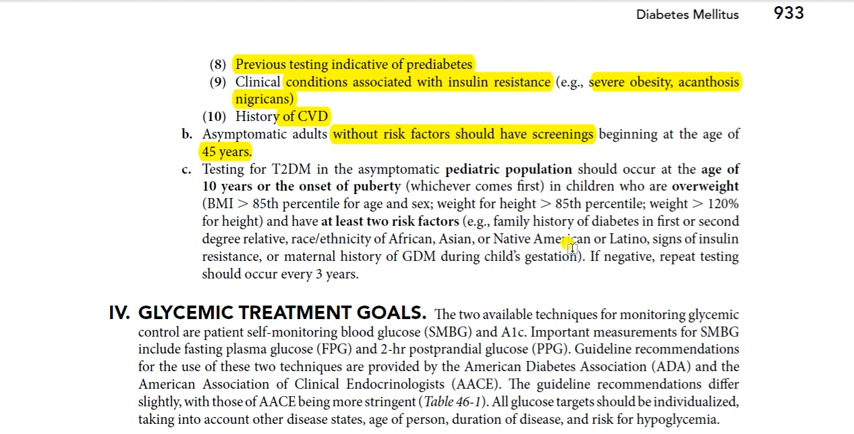 Diabetes Mellitus 933
(8) Previous testing indicative of prediabetes
(9) Clinical conditions associated with insulin resistance (e.g., severe obesity, acanthosis
nigricans)
(10) History of CVD
b. Asymptomatic adults without risk factors should have screenings beginning at the age of
45 years.
c. Testing for T2DM in the asymptomatic pediatric population should occur at the age of
10 years or the onset of puberty (whichever comes first) in children who are overweight
(BMI > 85th percentile for age and sex; weight for height > 85th percentile; weight > 120%
for height) and have at least two risk factors (e.g., family history of diabetes in first or second
degree relative, race/ethnicity of African, Asian, or Native American or Latino, signs of insulin
resistance, or maternal history of GDM during child's gestation). If negative, repeat testing
should occur every 3 years.
IV. GLYCEMIC TREATMENT GOALS. The two available techniques for monitoring glycemic
control are patient self-monitoring blood glucose (SMBG) and A1c. Important measurements for SMBG
include fasting plasma glucose (FPG) and 2-hr postprandial glucose (PPG). Guideline recommendations
for the use of these two techniques are provided by the American Diabetes Association (ADA) and the
American Association of Clinical Endocrinologists (AACE). The guideline recommendations differ
slightly, with those of AACE being more stringent (Table 46-1). All glucose targets should be individualized,
taking into account other disease states, age of person, duration of disease, and risk for hypoglycemia.